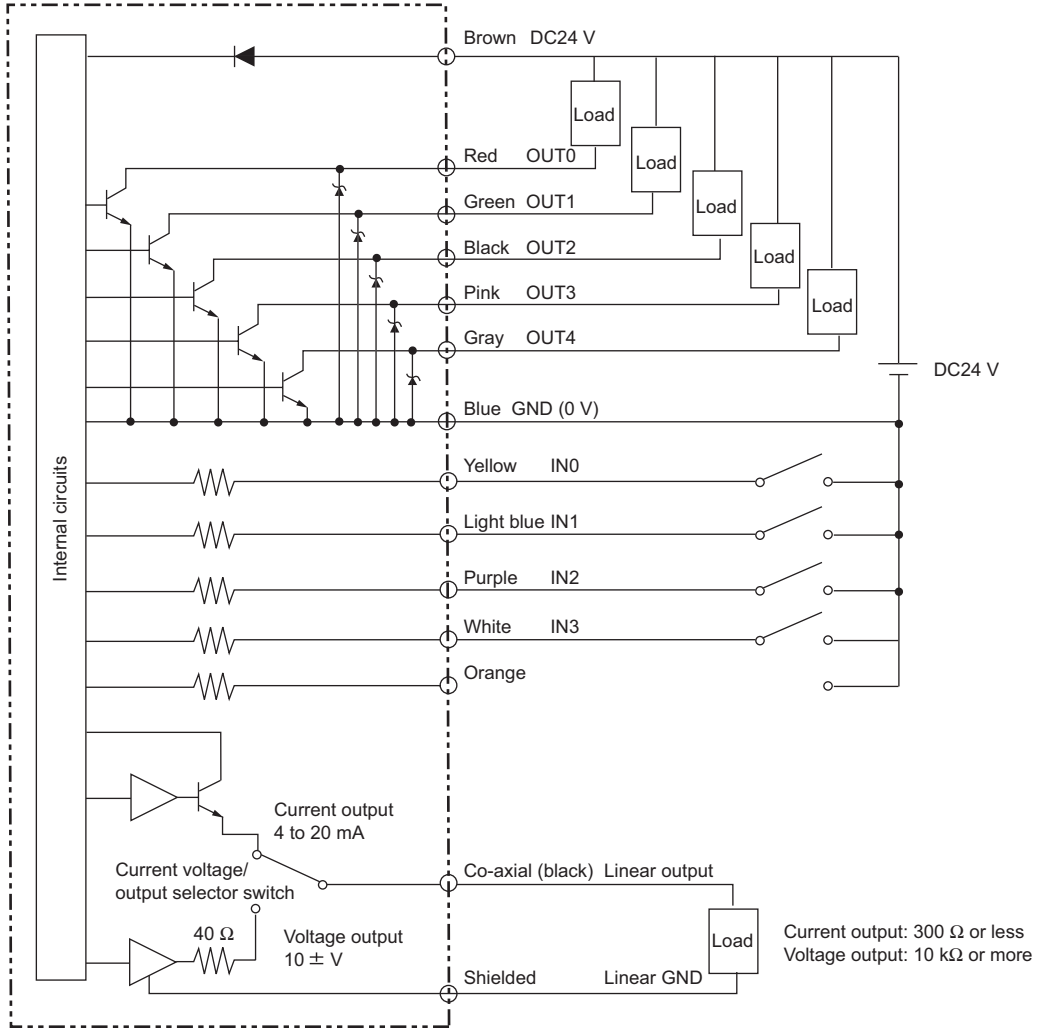 Brown DC24 V
Load
Red OUT0
Load
Green OUT1
Load
Black OUT2
Load
Pink OUT3
Load
Gray OUT4
DC24 V
Blue GND (0 V)
Internal circuits
Yellow IN0
Light blue IN1
Purple IN2
White IN3
Orange
Current output
4 to 20 mA
Current voltage/
output selector switch
Co-axial (black) Linear output
40 Ω
Voltage output
10 ± V
Load
Current output: 300 Ω or less
Voltage output: 10 kΩ or more
Shielded Linear GND